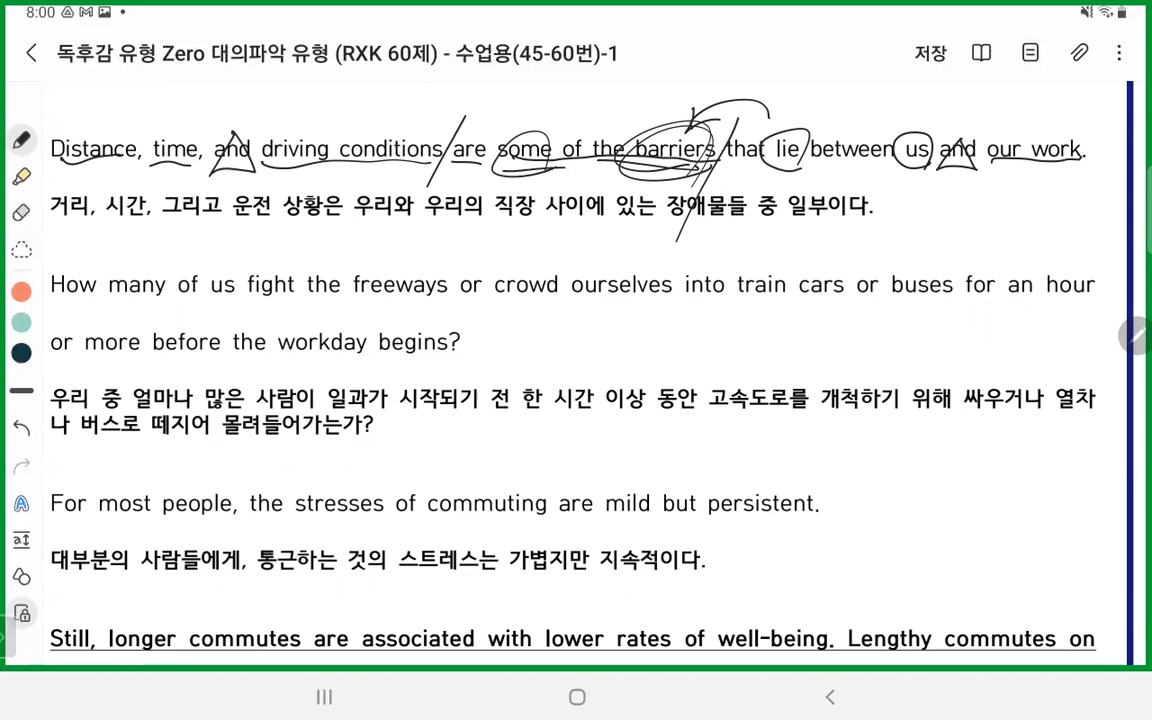 8:00
독후감 유형 Zero 대의파악 유형 (RXK 60제) - 수업용(45-60번)-1
저장
Distance, time, and driving conditions are some of the barriers that lie between us and our work.
거리, 시간, 그리고 운전 상황은 우리와 우리의 직장 사이에 있는 장애물들 중 일부이다.
How many of us fight the freeways or crowd ourselves into train cars or buses for an hour
or more before the workday begins?
우리 중 얼마나 많은 사람이 일과가 시작되기 전 한 시간 이상 동안 고속도로를 개척하기 위해 싸우거나 열차
나 버스로 떼지어 몰려들어가는가?
For most people, the stresses of commuting are mild but persistent.
대부분의 사람들에게, 통근하는 것의 스트레스는 가볍지만 지속적이다.
Still, longer commutes are associated with lower rates of well-being. Lengthy commutes on